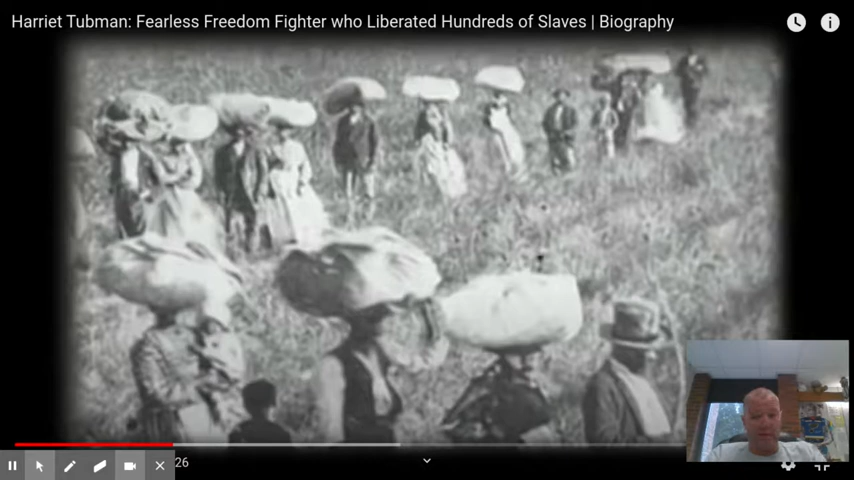 Harriet Tubman: Fearless Freedom Fighter who Liberated Hundreds of Slaves | Biography
26